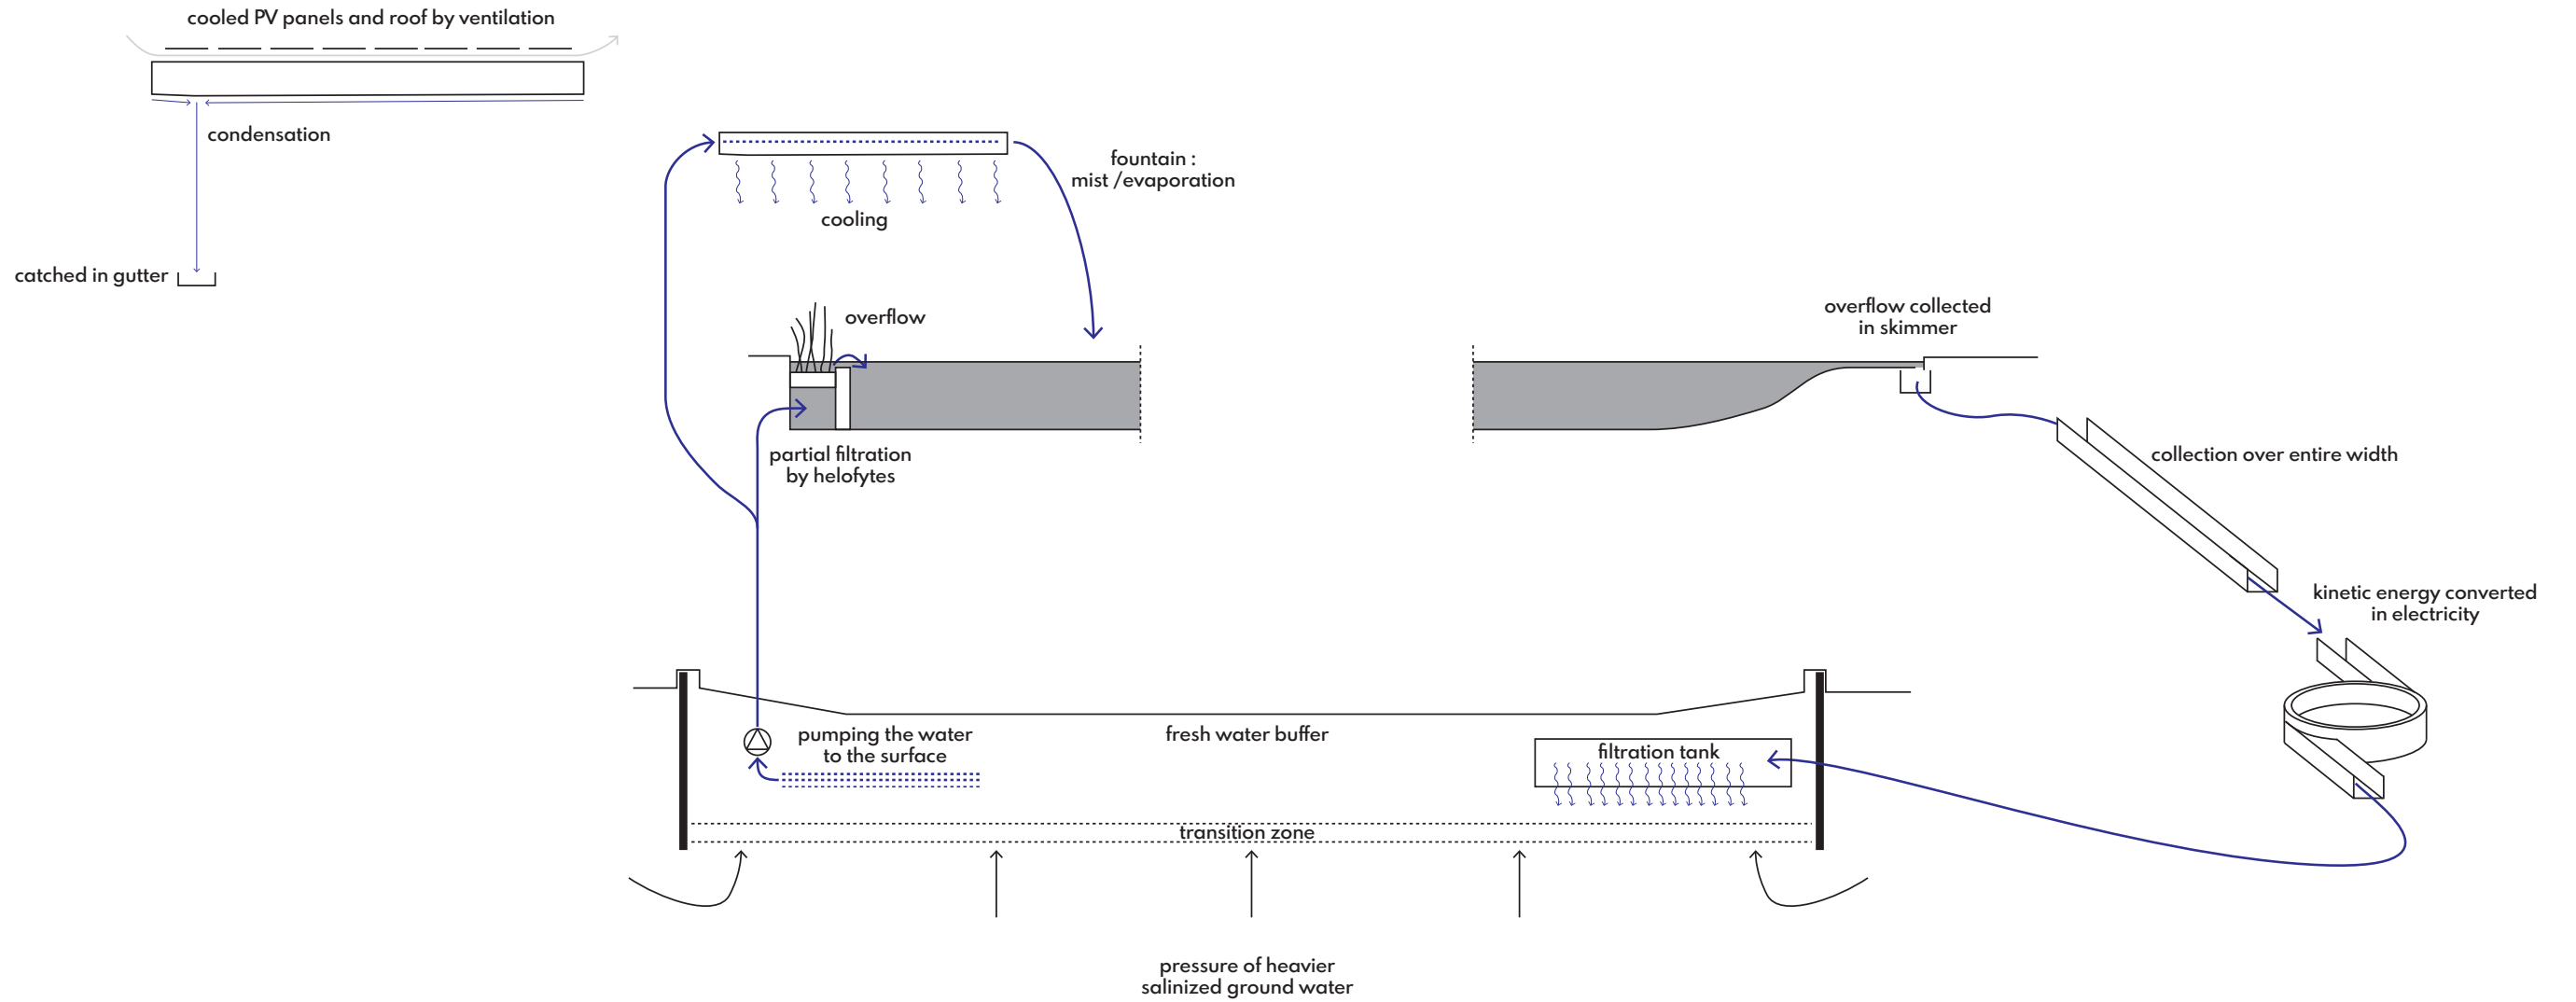 cooled PV panels and roof by ventilation
condensation
catched in gutter
fountain :
mist /evaporation
cooling
overflow
partial filtration
by helofytes
overflow collected
in skimmer
collection over entire width
kinetic energy converted
in electricity
pumping the water
to the surface
fresh water buffer
filtration tank
transition zone
pressure of heavier
salinized ground water